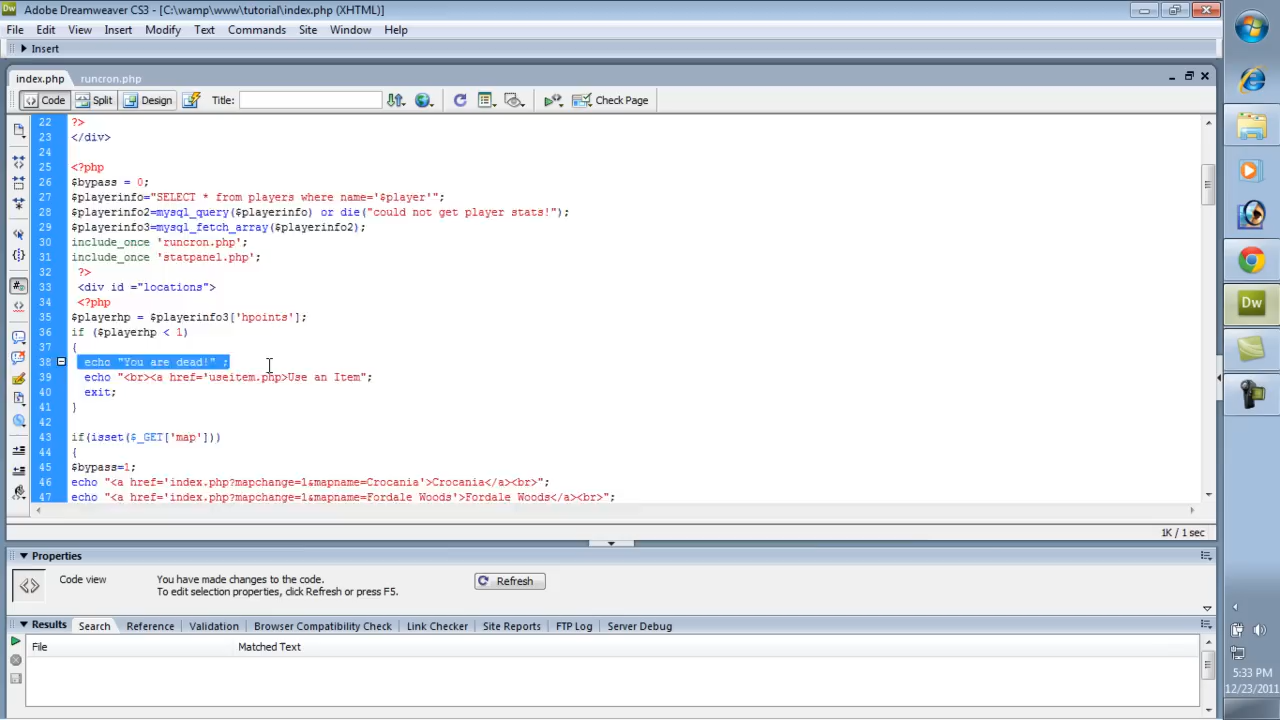 Adobe Dreamweaver CS3 - [C:\wamp\www\tutorial\index.php (XHTML)]
File Edit View Insert Modify Text Commands Site Window Help
Insert
index.php runcron.php
Code Split Design Title: Check Page
22 ?>
23 </div>
24
25 <?php
26 $bypass = 0;
27 $playerinfo="SELECT * from players where name='$player'";
28 $playerinfo2=mysql_query($playerinfo) or die("could not get player stats!");
29 $playerinfo3=mysql_fetch_array($playerinfo2);
30 include_once 'runcron.php';
31 include_once 'statpanel.php';
32 ?>
33 <div id ="locations">
34 <?php
35 $playerhp = $playerinfo3['hpoints'];
36 if ($playerhp < 1)
37 {
38 echo "You are dead!" ;
39 echo "<br><a href='useitem.php>Use an Item";
40 exit;
41 }
42
43 if(isset($_GET['map']))
44 {
45 $bypass=1;
46 echo "<a href='index.php?mapchange=1&mapname=Crocania'>Crocania</a><br>";
47 echo "<a href='index.php?mapchange=1&mapname=Fordale Woods'>Fordale Woods</a><br>";
1K / 1 sec
Properties
Code view You have made changes to the code. Refresh
To edit selection properties, click Refresh or press F5.
Results Search Reference Validation Browser Compatibility Check Link Checker Site Reports FTP Log Server Debug
File Matched Text
Dw
Dw
5:33 PM
12/23/2011